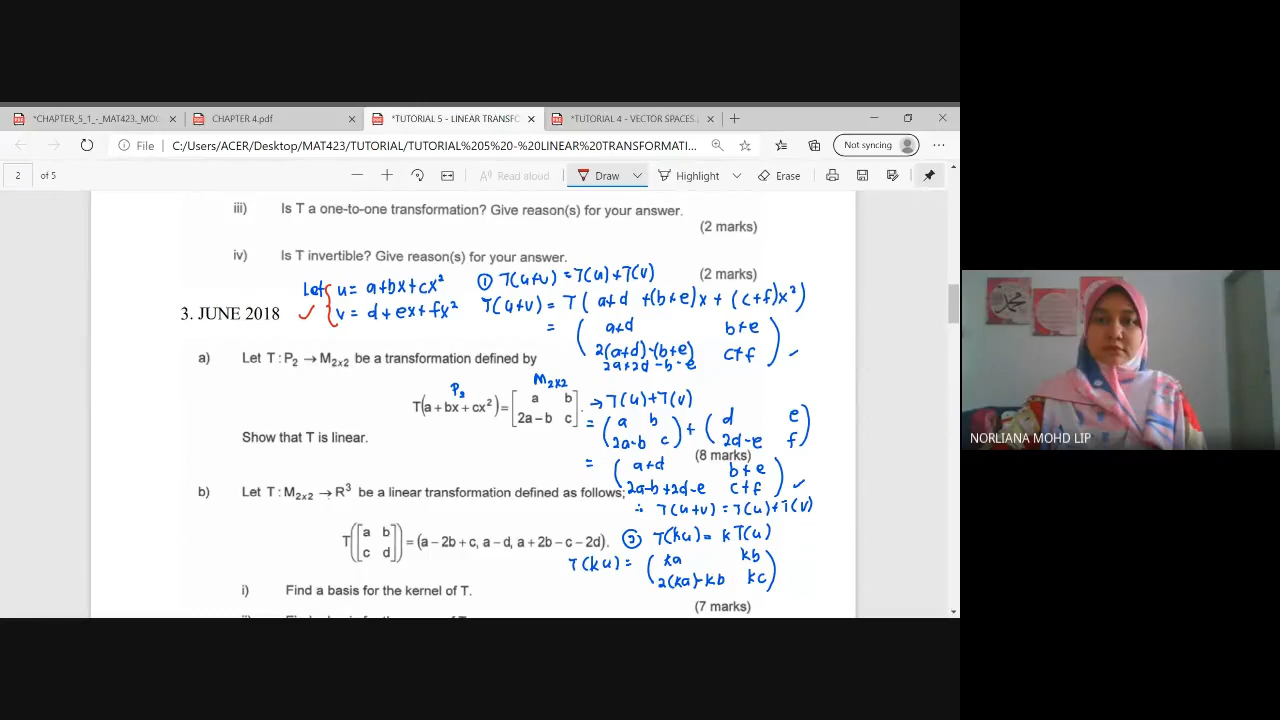 *CHAPTER_5_1_-_MAT423._MOC
CHAPTER 4.pdf
*TUTORIAL 5 - LINEAR TRANSFO
*TUTORIAL 4 - VECTOR SPACES.
File
C:/Users/ACER/Desktop/MAT423/TUTORIAL/TUTORIAL%205%20-%20LINEAR%20TRANSFORMATI...
Not syncing
2 of 5
Read aloud
Draw
Highlight
Erase
iii) Is T a one-to-one transformation? Give reason(s) for your answer.
(2 marks)
iv) Is T invertible? Give reason(s) for your answer.
(2 marks)
Let u = a+bx+cx²
v = d+ex+fx²
① T(u+v) = T(u)+T(v)
T(u+v) = T( a+d +(b+e)x + (c+f)x²)
= ( a+d b+e
2(a+d)-(b+e) c+f )
2a+2d-b-e
3. JUNE 2018
a) Let T : P₂ → M₂ₓ₂ be a transformation defined by
P₂ M₂ₓ₂
T(a + bx + cx²) = [ a b
2a – b c ].
Show that T is linear.
→ T(u)+T(v)
= ( a b
2a-b c ) + ( d e
2d-e f )
(8 marks)
= ( a+d b+e
2a-b+2d-e c+f )
∴ T(u+v) = T(u)+T(v)
b) Let T : M₂ₓ₂ → R³ be a linear transformation defined as follows;
T([ a b
c d ]) = (a – 2b + c, a – d, a + 2b – c – 2d).
② T(ku) = k T(u)
T(ku) = ( ka kb
2(ka)-kb kc )
i) Find a basis for the kernel of T.
(7 marks)
NORLIANA MOHD LIP